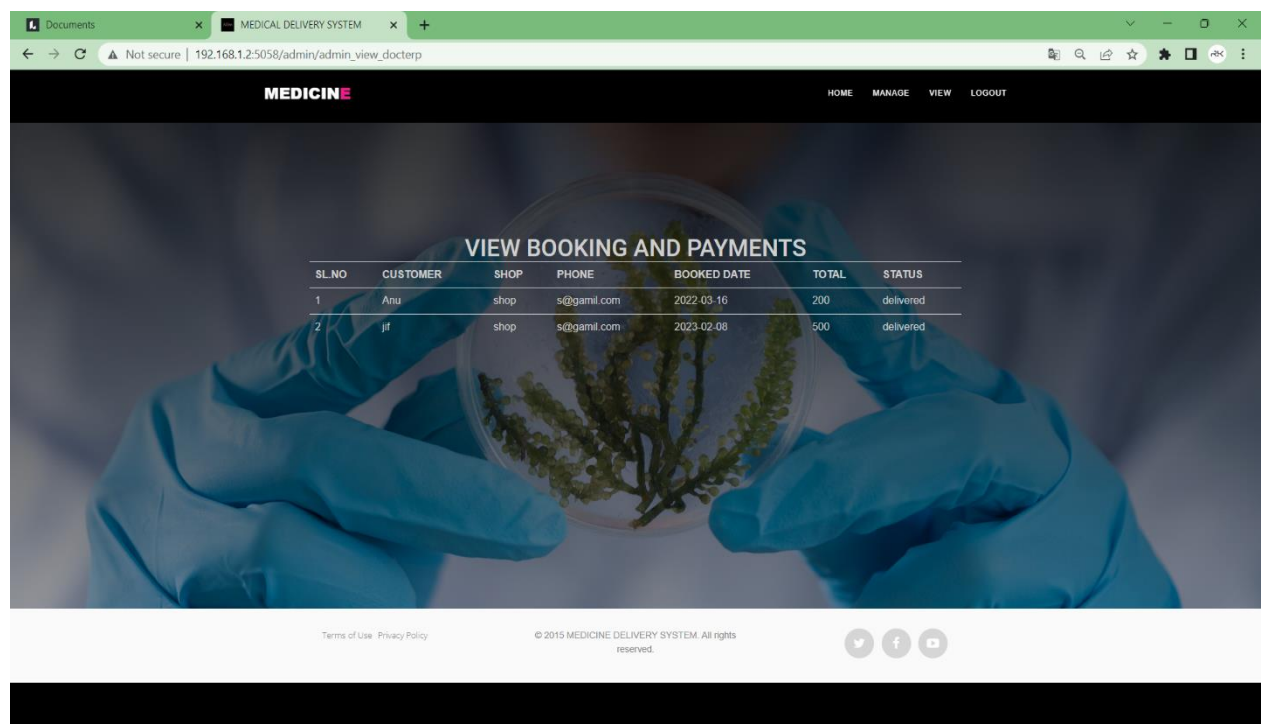 Documents
MEDICAL DELIVERY SYSTEM
Not secure | 192.168.1.2:5058/admin/admin_view_docterp
MEDICINE
HOME MANAGE VIEW LOGOUT
VIEW BOOKING AND PAYMENTS
SL.NO CUSTOMER SHOP PHONE BOOKED DATE TOTAL STATUS
1 Anu shop s@gamil.com 2022-03-16 200 delivered
2 jif shop s@gamil.com 2023-02-08 500 delivered
Terms of Use Privacy Policy
© 2015 MEDICINE DELIVERY SYSTEM. All rights
reserved.